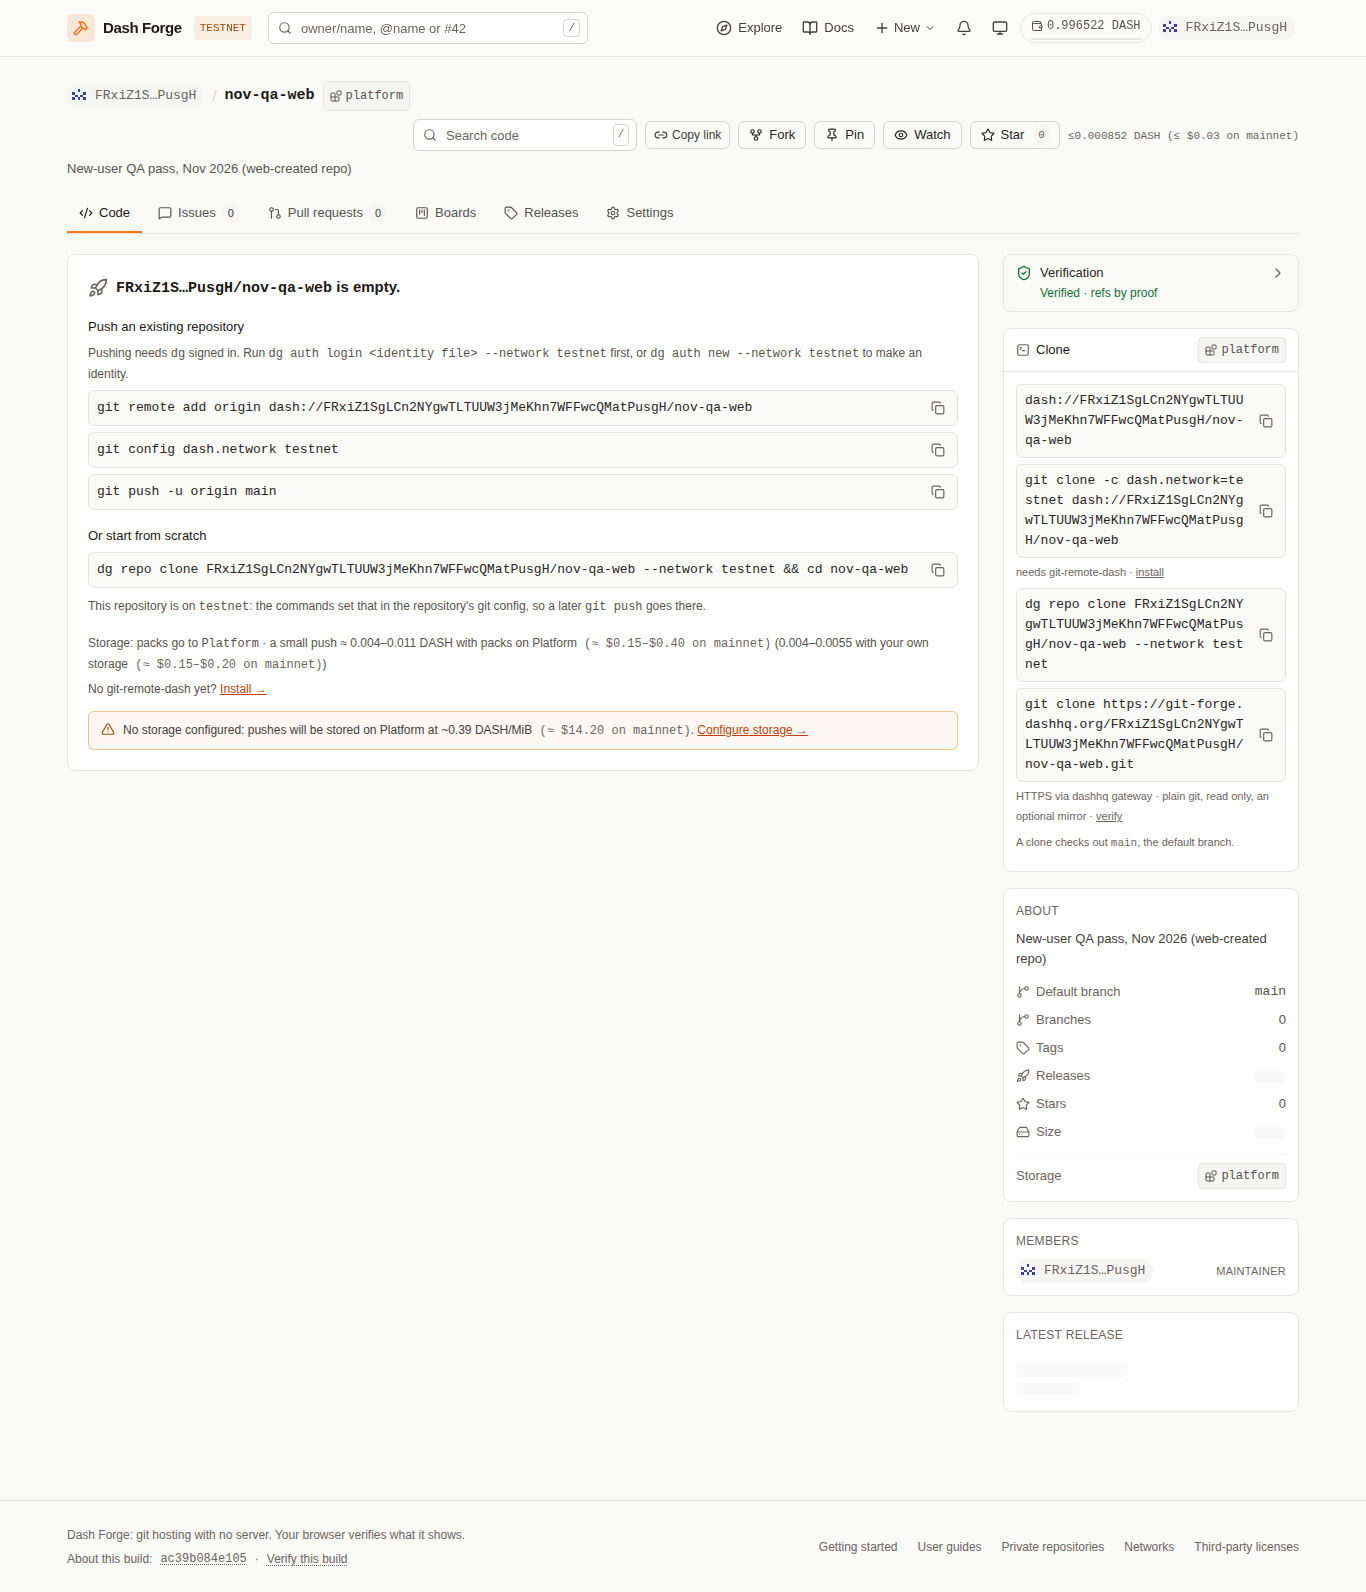 Dash Forge TESTNET owner/name, @name or #42 / Explore Docs New 0.996522 DASH FRxiZ1S…PusgH
FRxiZ1S…PusgH / nov-qa-web platform
Search code / Copy link Fork Pin Watch Star 0 ≤0.000852 DASH (≤ $0.03 on mainnet)
New-user QA pass, Nov 2026 (web-created repo)
Code Issues 0 Pull requests 0 Boards Releases Settings
FRxiZ1S…PusgH/nov-qa-web is empty.
Push an existing repository
Pushing needs dg signed in. Run dg auth login <identity file> --network testnet first, or dg auth new --network testnet to make an
identity.
git remote add origin dash://FRxiZ1SgLCn2NYgwTLTUUW3jMeKhn7WFFwcQMatPusgH/nov-qa-web
git config dash.network testnet
git push -u origin main
Or start from scratch
dg repo clone FRxiZ1SgLCn2NYgwTLTUUW3jMeKhn7WFFwcQMatPusgH/nov-qa-web --network testnet && cd nov-qa-web
This repository is on testnet: the commands set that in the repository's git config, so a later git push goes there.
Storage: packs go to Platform · a small push ≈ 0.004–0.011 DASH with packs on Platform (≈ $0.15–$0.40 on mainnet) (0.004–0.0055 with your own
storage (≈ $0.15–$0.20 on mainnet))
No git-remote-dash yet? Install →
No storage configured: pushes will be stored on Platform at ~0.39 DASH/MiB (≈ $14.20 on mainnet). Configure storage →
Verification
Verified · refs by proof
Clone platform
dash://FRxiZ1SgLCn2NYgwTLTUU
W3jMeKhn7WFFwcQMatPusgH/nov-
qa-web
git clone -c dash.network=te
stnet dash://FRxiZ1SgLCn2NYg
wTLTUUW3jMeKhn7WFFwcQMatPusg
H/nov-qa-web
needs git-remote-dash · install
dg repo clone FRxiZ1SgLCn2NY
gwTLTUUW3jMeKhn7WFFwcQMatPus
gH/nov-qa-web --network test
net
git clone https://git-forge.
dashhq.org/FRxiZ1SgLCn2NYgwT
LTUUW3jMeKhn7WFFwcQMatPusgH/
nov-qa-web.git
HTTPS via dashhq gateway · plain git, read only, an
optional mirror · verify
A clone checks out main, the default branch.
ABOUT
New-user QA pass, Nov 2026 (web-created
repo)
Default branch main
Branches 0
Tags 0
Releases
Stars 0
Size
Storage platform
MEMBERS
FRxiZ1S…PusgH MAINTAINER
LATEST RELEASE
Dash Forge: git hosting with no server. Your browser verifies what it shows.
About this build: ac39b084e105 · Verify this build
Getting started User guides Private repositories Networks Third-party licenses